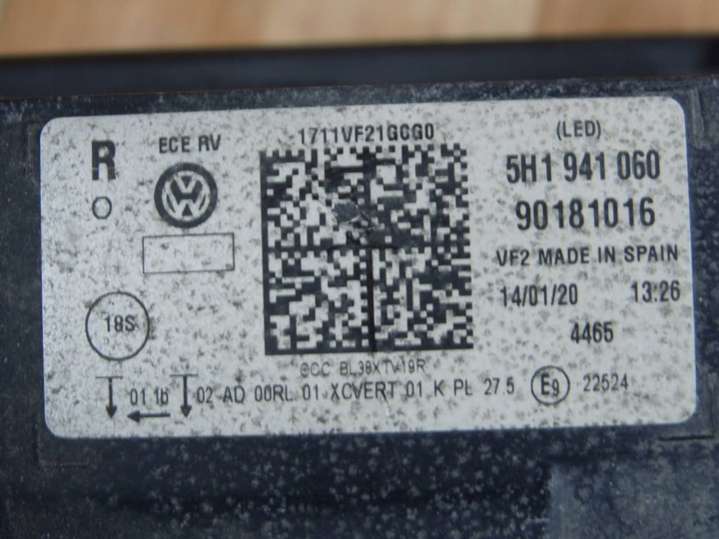 R
ECE RV
1711VF21GCG0
(LED)
5H1 941 060
90181016
VF2 MADE IN SPAIN
14/01/20 13:26
4465
18S
BL38XTV19R
01 1b 02 AD 00RL 01 XCVERT 01 K PL 27.5 E9 22524